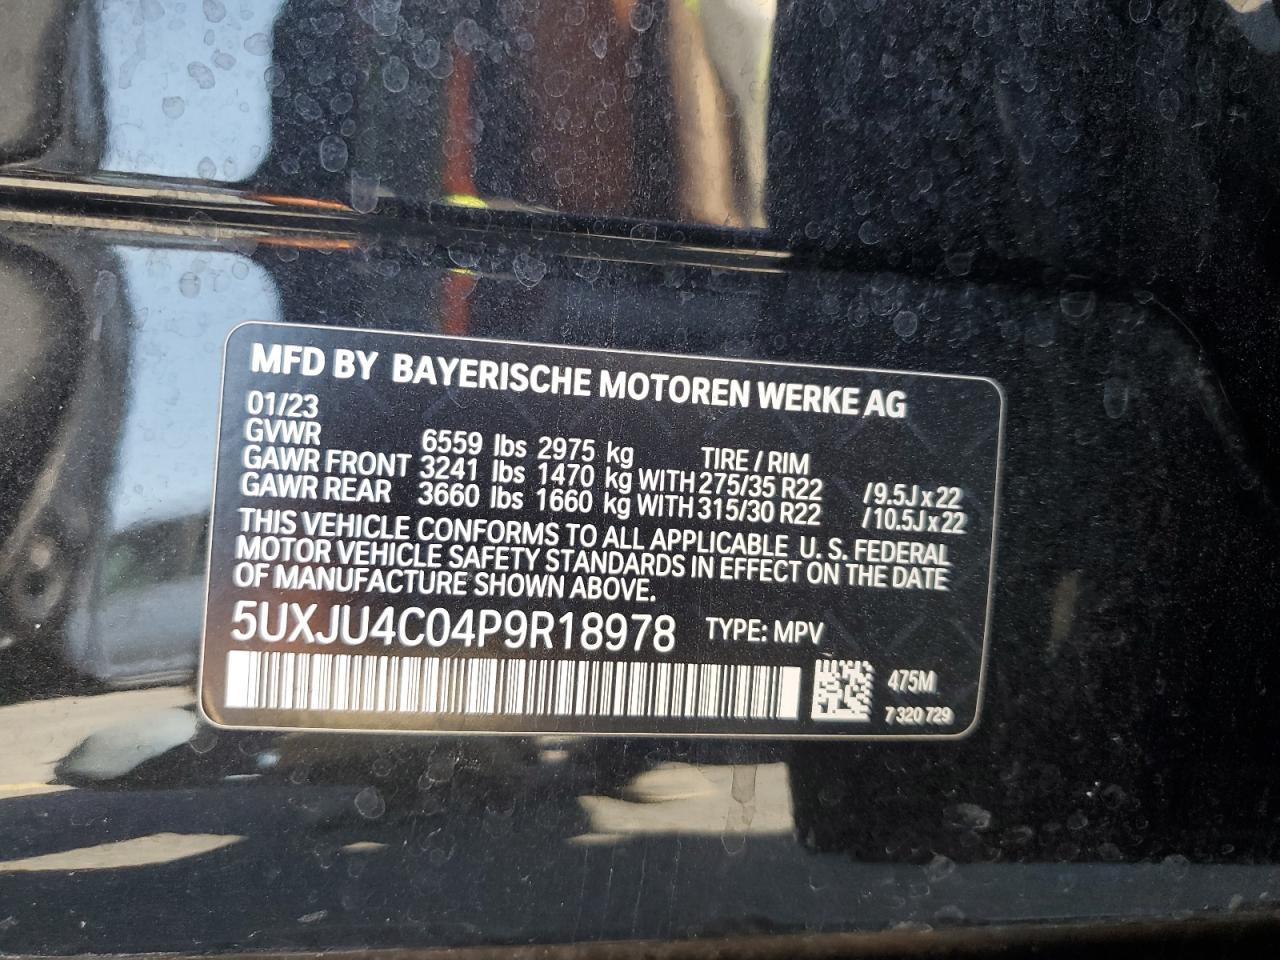 MFD BY BAYERISCHE MOTOREN WERKE AG
01/23
GVWR 6559 lbs 2975 kg TIRE / RIM
GAWR FRONT 3241 lbs 1470 kg WITH 275/35 R22 /9.5J x 22
GAWR REAR 3660 lbs 1660 kg WITH 315/30 R22 /10.5J x 22
THIS VEHICLE CONFORMS TO ALL APPLICABLE U. S. FEDERAL
MOTOR VEHICLE SAFETY STANDARDS IN EFFECT ON THE DATE
OF MANUFACTURE SHOWN ABOVE.
5UXJU4C04P9R18978 TYPE: MPV
475M
7 320 729